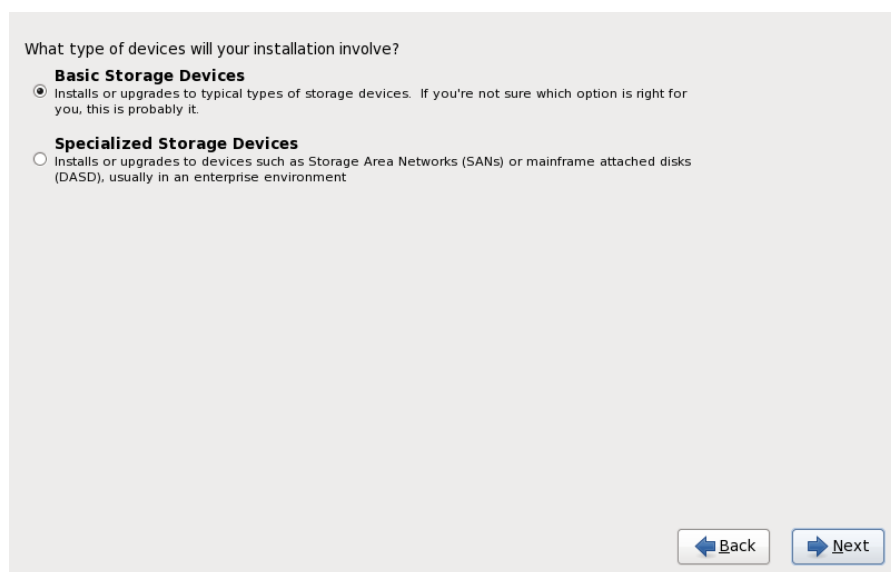 What type of devices will your installation involve?
Basic Storage Devices
Installs or upgrades to typical types of storage devices.  If you're not sure which option is right for
you, this is probably it.
Specialized Storage Devices
Installs or upgrades to devices such as Storage Area Networks (SANs) or mainframe attached disks
(DASD), usually in an enterprise environment
Back
Next